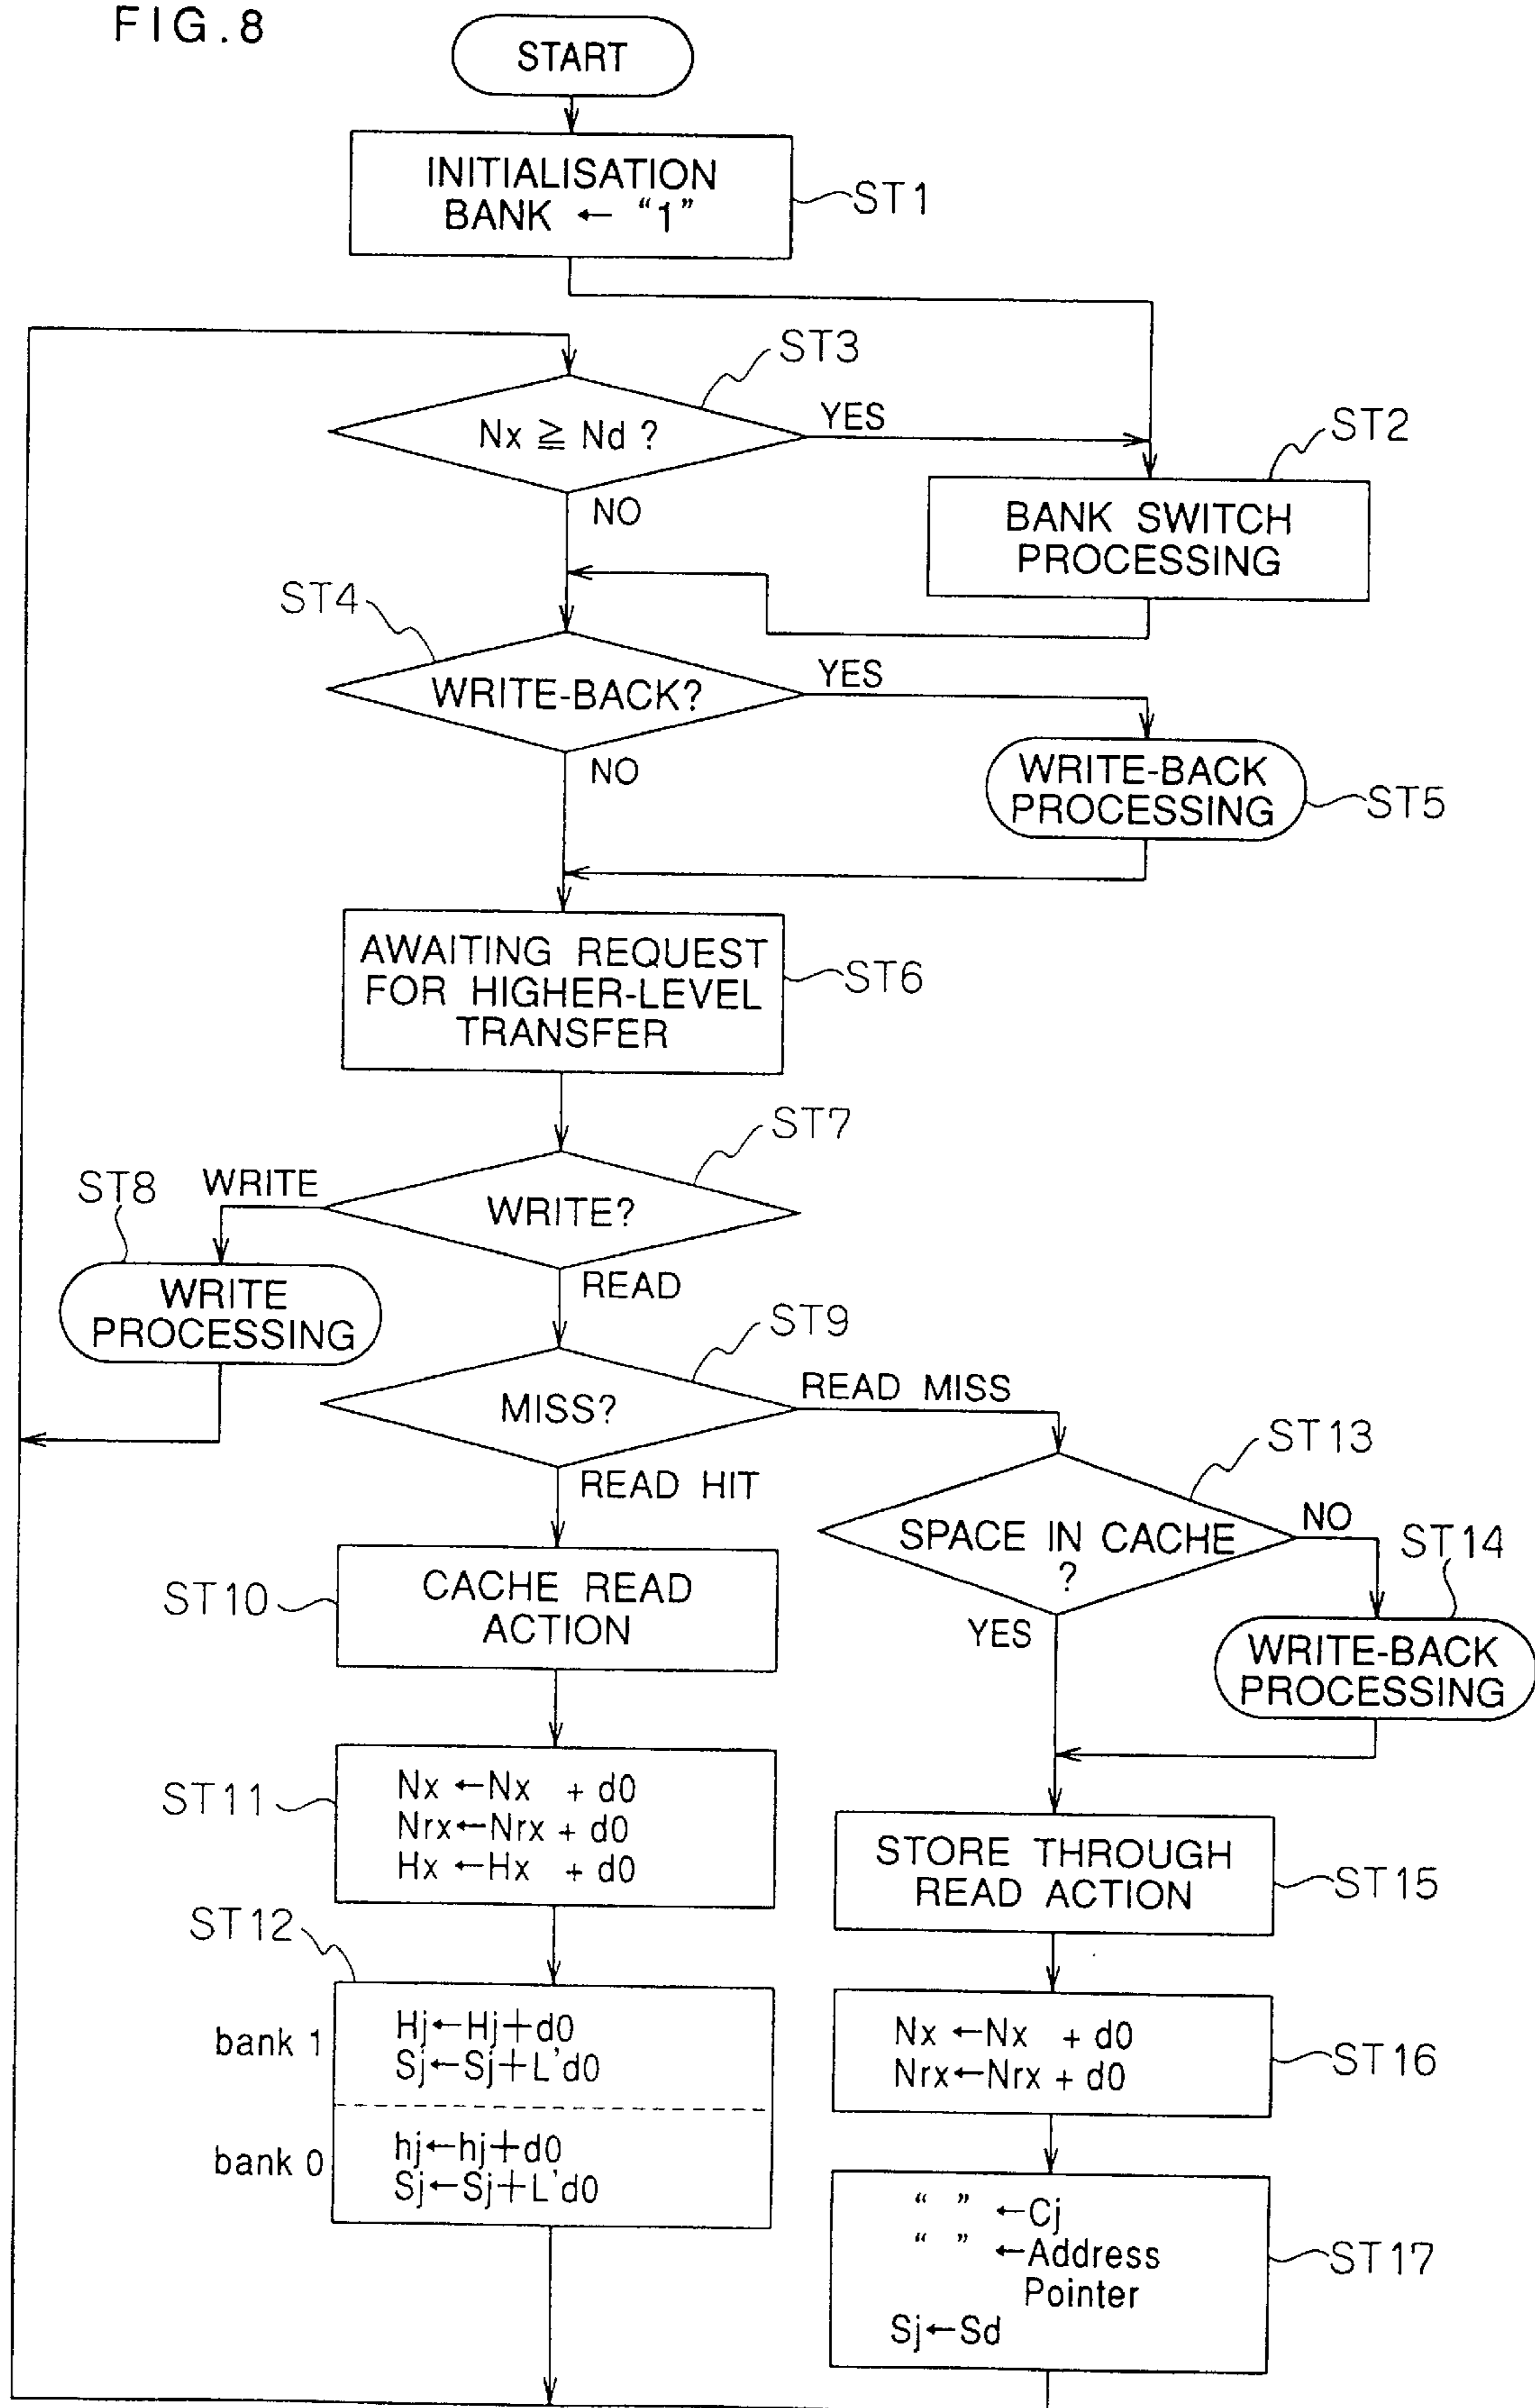 FIG.8
START
INITIALISATION
BANK ← “1”
ST1
ST3
Nx ≧ Nd ?
YES
ST2
NO
BANK SWITCH
PROCESSING
ST4
WRITE-BACK?
YES
NO
WRITE-BACK
PROCESSING
ST5
AWAITING REQUEST
FOR HIGHER-LEVEL
TRANSFER
ST6
ST7
ST8
WRITE
WRITE?
READ
WRITE
PROCESSING
ST9
MISS?
READ MISS
READ HIT
ST13
SPACE IN CACHE
?
NO
ST14
YES
WRITE-BACK
PROCESSING
ST10
CACHE READ
ACTION
ST11
Nx ←Nx + d0
Nrx←Nrx + d0
Hx ←Hx + d0
STORE THROUGH
READ ACTION
ST15
ST12
bank 1
Hj←Hj+d0
Sj←Sj+L'd0
bank 0
hj←hj+d0
Sj←Sj+L'd0
Nx ←Nx + d0
Nrx←Nrx + d0
ST16
“ ” ←Cj
“ ” ←Address
Pointer
Sj←Sd
ST17